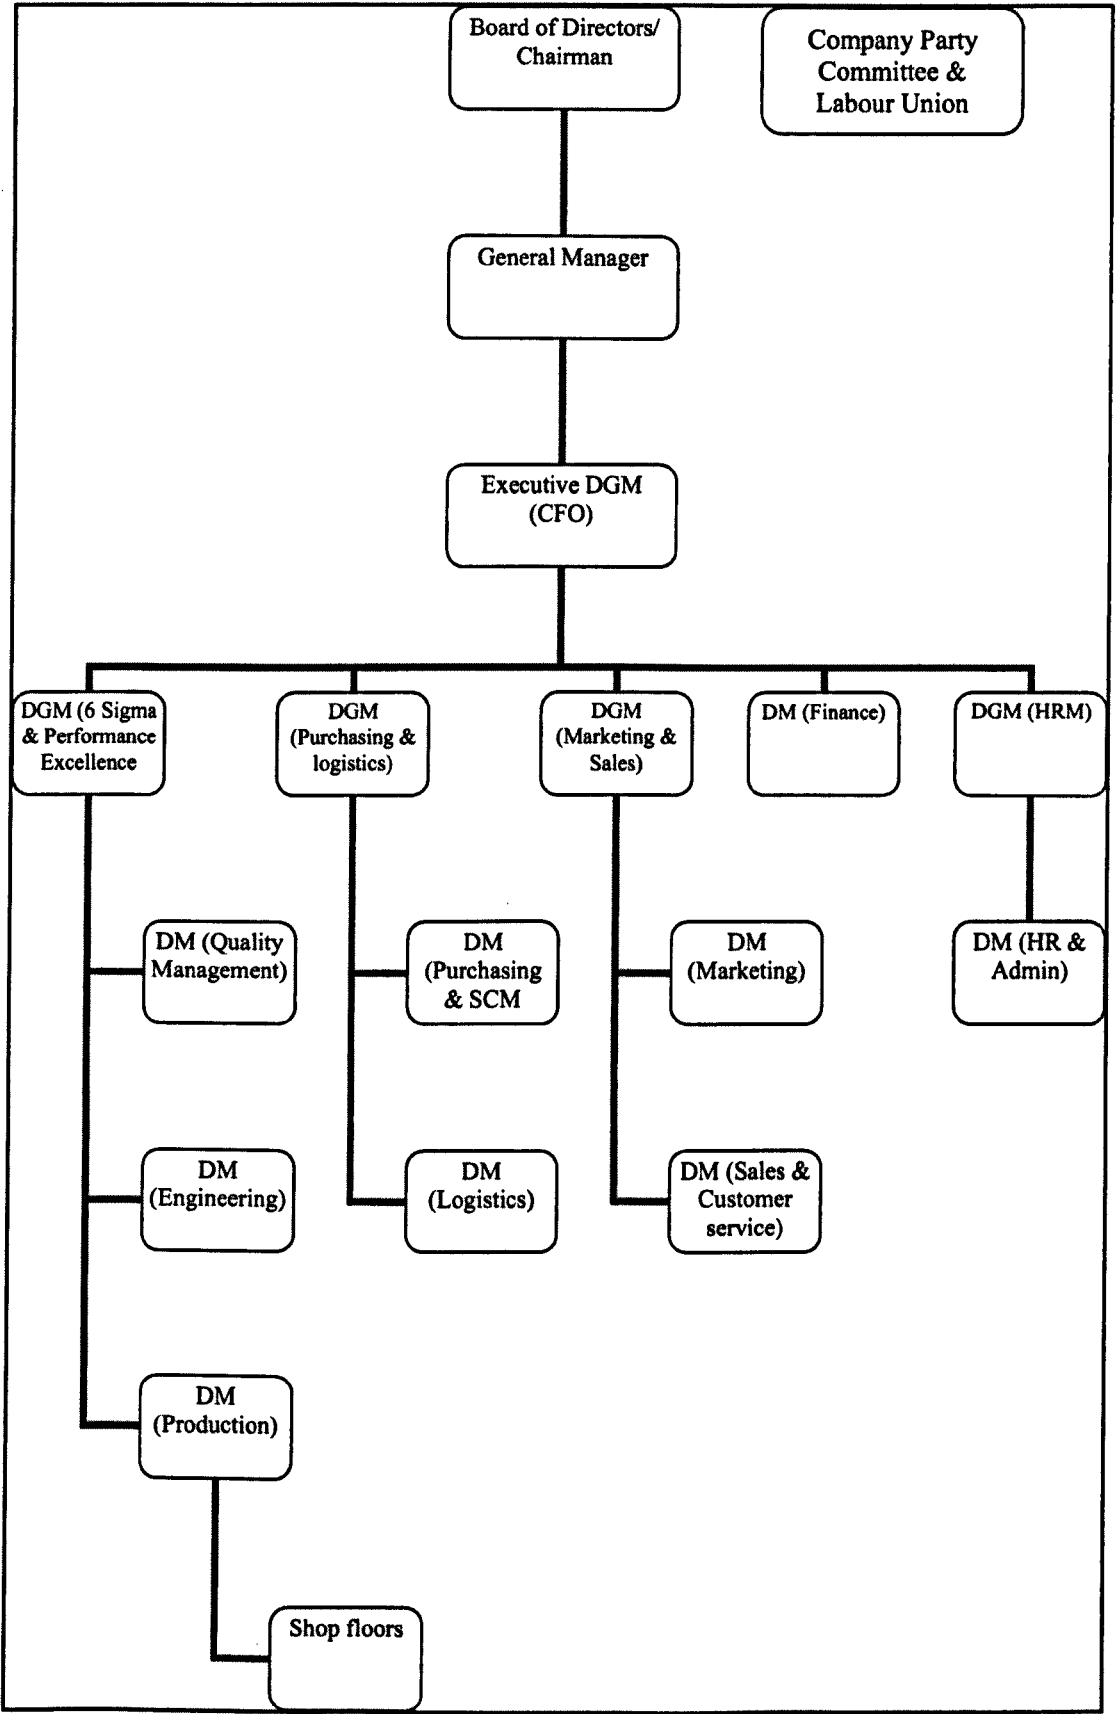 Board of Directors/
Chairman
Company Party
Committee &
Labour Union
General Manager
Executive DGM
(CFO)
DGM (6 Sigma
& Performance
Excellence
DGM
(Purchasing &
logistics)
DGM
(Marketing &
Sales)
DM (Finance)
DGM (HRM)
DM (Quality
Management)
DM
(Purchasing
& SCM
DM
(Marketing)
DM (HR &
Admin)
DM
(Engineering)
DM
(Logistics)
DM (Sales &
Customer
service)
DM
(Production)
Shop floors